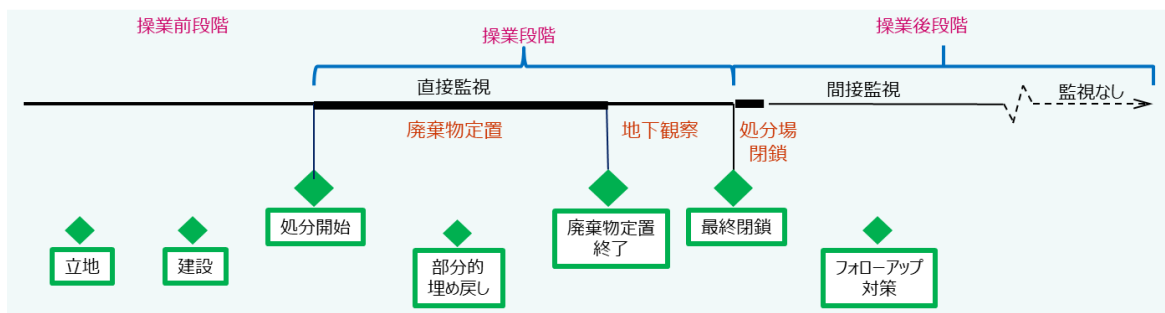 操業前段階
操業段階
操業後段階
直接監視
間接監視
監視なし
廃棄物定置
地下観察
処分場
閉鎖
立地
建設
処分開始
部分的
埋め戻し
廃棄物定置
終了
最終閉鎖
フォローアップ
対策